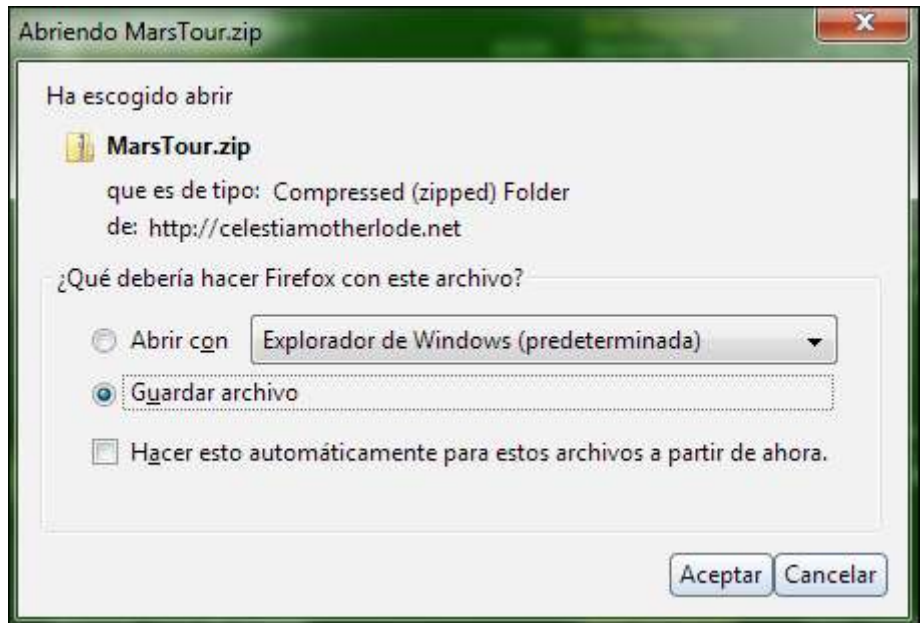 Abriendo MarsTour.zip
Ha escogido abrir
MarsTour.zip
que es de tipo: Compressed (zipped) Folder
de: http://celestiamotherlode.net
¿Qué debería hacer Firefox con este archivo?
Abrir con Explorador de Windows (predeterminada)
Guardar archivo
Hacer esto automáticamente para estos archivos a partir de ahora.
Aceptar Cancelar